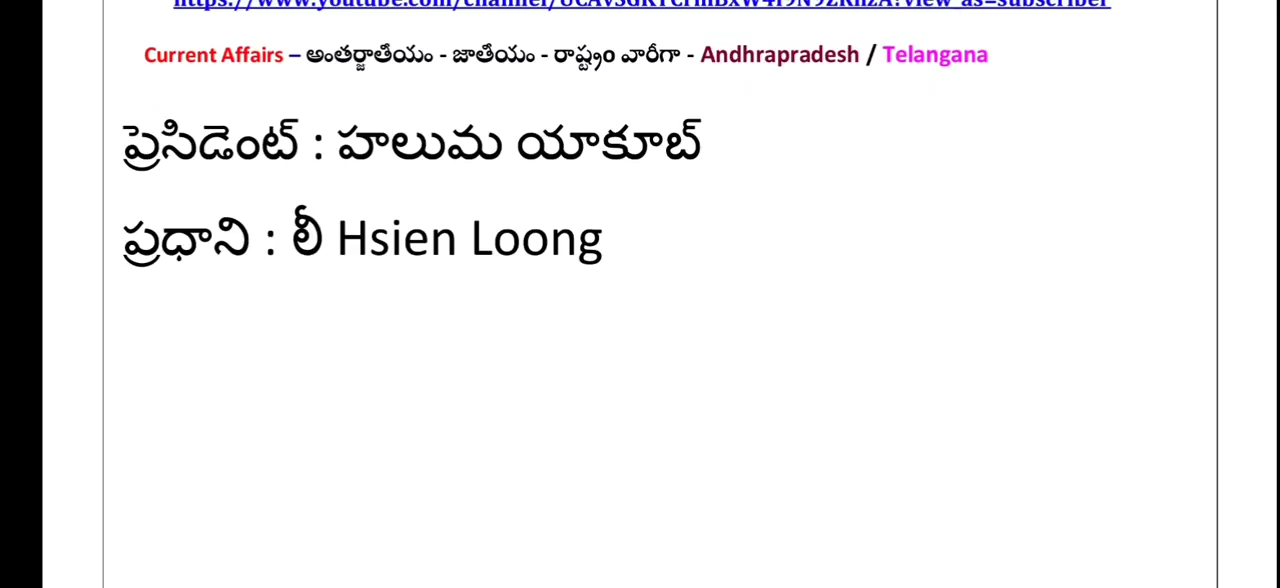 Current Affairs – అంతర్జాతీయం - జాతీయం - రాష్ట్రం వారీగా - Andhrapradesh / Telangana
ప్రెసిడెంట్ : హలుమ యాకూబ్
ప్రధాని : లీ Hsien Loong